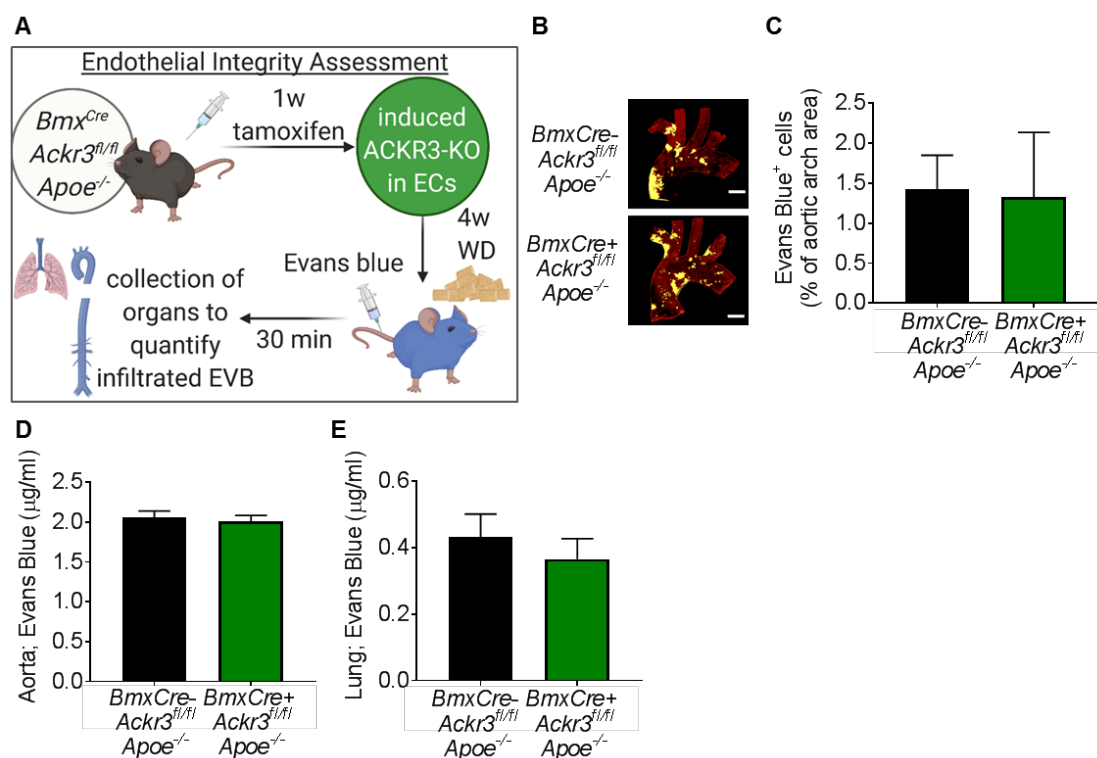 A
Endothelial Integrity Assessment
Bmx^Cre
Ackr3^fl/fl
Apoe^-/-
1w
tamoxifen
induced
ACKR3-KO
in ECs
4w
WD
Evans blue
30 min
collection of
organs to
quantify
infiltrated EVB
B
BmxCre-
Ackr3^fl/fl
Apoe^-/-
BmxCre+
Ackr3^fl/fl
Apoe^-/-
C
Evans Blue^+ cells
(% of aortic arch area)
2.5
2.0
1.5
1.0
0.5
0.0
BmxCre- BmxCre+
Ackr3^fl/fl Ackr3^fl/fl
Apoe^-/- Apoe^-/-
D
Aorta; Evans Blue (μg/ml)
2.5
2.0
1.5
1.0
0.5
0.0
BmxCre- BmxCre+
Ackr3^fl/fl Ackr3^fl/fl
Apoe^-/- Apoe^-/-
E
Lung; Evans Blue (μg/ml)
0.6
0.4
0.2
0.0
BmxCre- BmxCre+
Ackr3^fl/fl Ackr3^fl/fl
Apoe^-/- Apoe^-/-